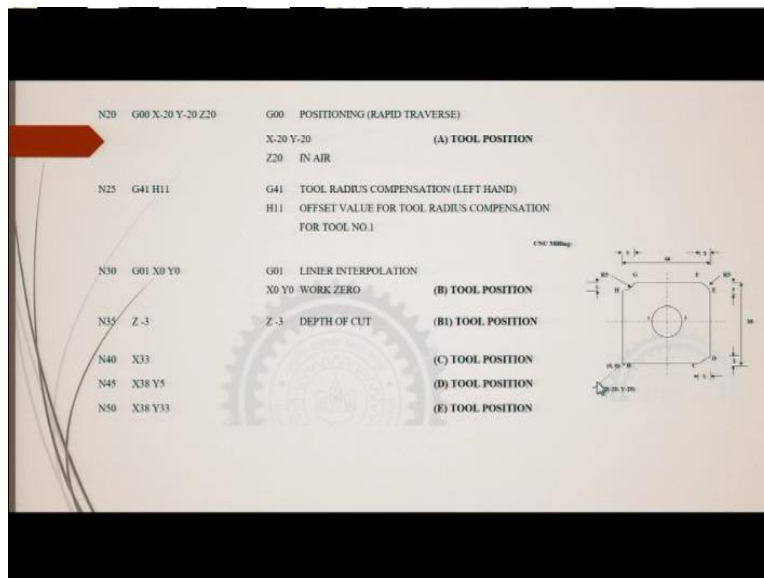 N20 G00 X-20 Y-20 Z20 G00 POSITIONING (RAPID TRAVERSE)
X-20 Y-20 (A) TOOL POSITION
Z20 IN AIR
N25 G41 H11 G41 TOOL RADIUS COMPENSATION (LEFT HAND)
H11 OFFSET VALUE FOR TOOL RADIUS COMPENSATION
FOR TOOL NO.1
CNC Milling:
N30 G01 X0 Y0 G01 LINIER INTERPOLATION
X0 Y0 WORK ZERO (B) TOOL POSITION
N35 Z -3 Z -3 DEPTH OF CUT (B1) TOOL POSITION
N40 X33 (C) TOOL POSITION
N45 X38 Y5 (D) TOOL POSITION
N50 X38 Y33 (E) TOOL POSITION
R5 G F R5
H E
D
B C